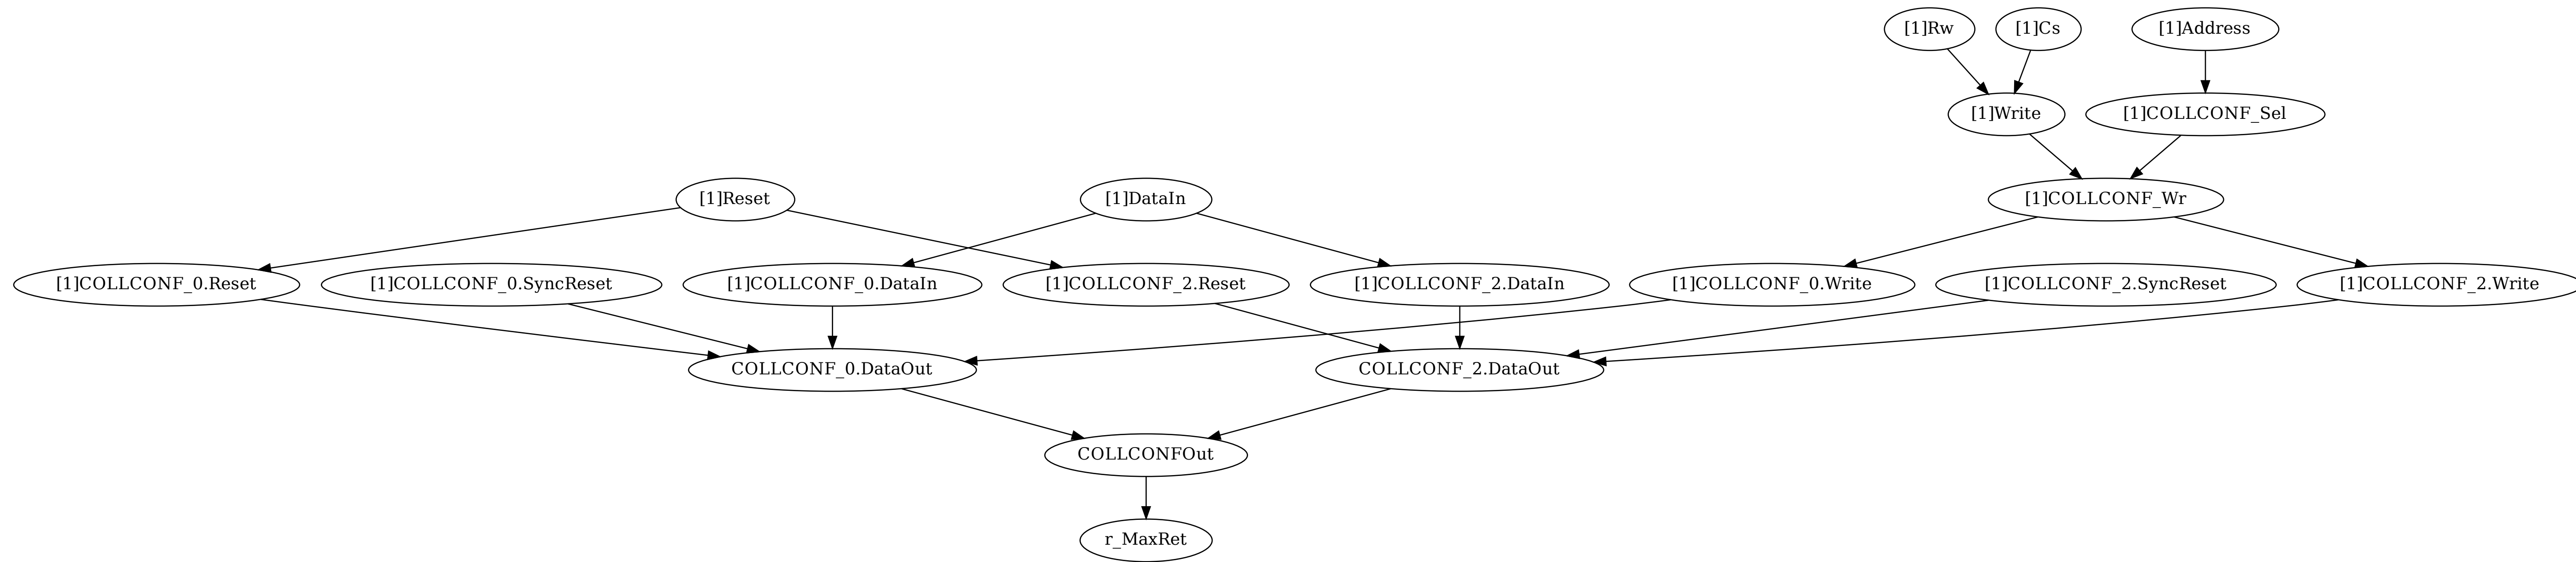 [1]Rw
[1]Cs
[1]Address
[1]Write
[1]COLLCONF_Sel
[1]Reset
[1]DataIn
[1]COLLCONF_Wr
[1]COLLCONF_0.Reset
[1]COLLCONF_0.SyncReset
[1]COLLCONF_0.DataIn
[1]COLLCONF_2.Reset
[1]COLLCONF_2.DataIn
[1]COLLCONF_0.Write
[1]COLLCONF_2.SyncReset
[1]COLLCONF_2.Write
COLLCONF_0.DataOut
COLLCONF_2.DataOut
COLLCONFOut
r_MaxRet